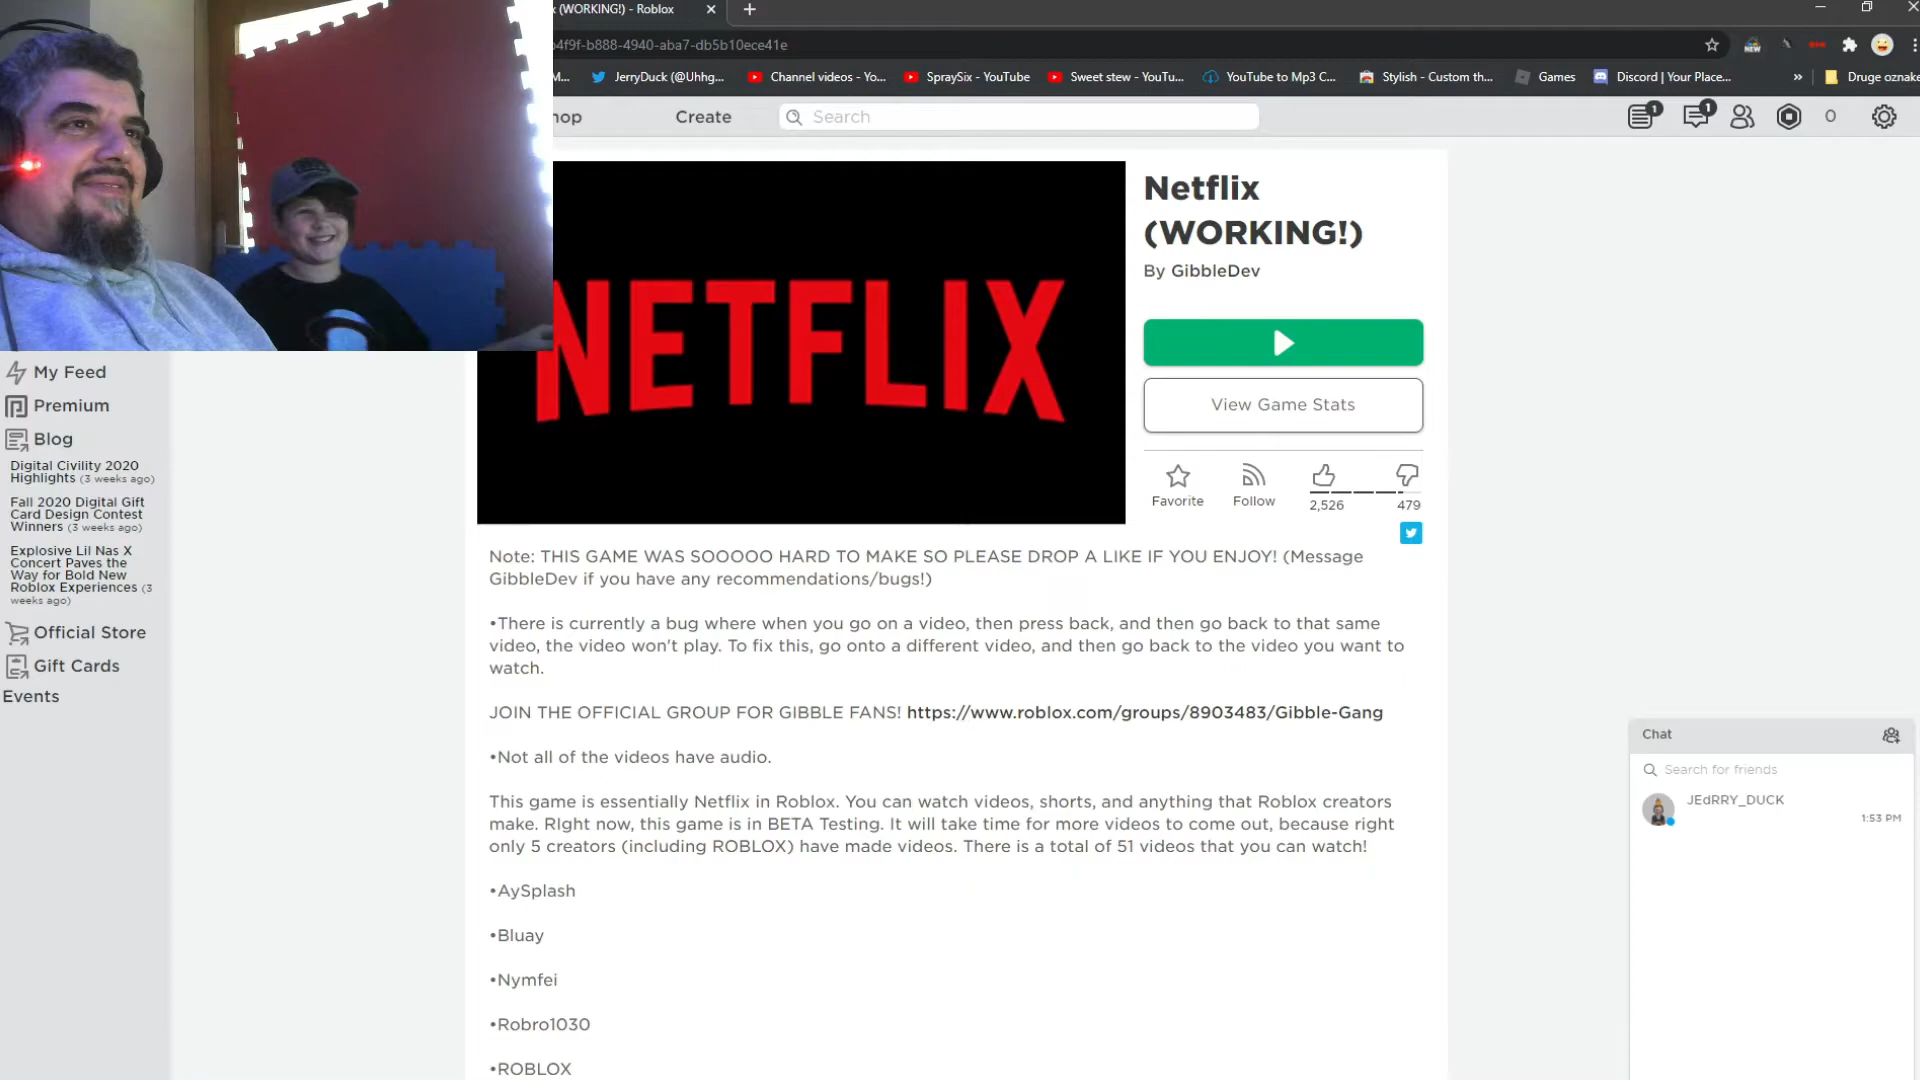 (WORKING!) - Roblox
b4f9f-b888-4940-aba7-db5b10ece41e
M...
JerryDuck (@Uhhg...
Channel videos - Yo...
SpraySix - YouTube
Sweet stew - YouTu...
YouTube to Mp3 C...
Stylish - Custom th...
Games
Discord | Your Place...
»
Druge oznake
hop
Create
Search
1
1
0
NETFLIX
Netflix
(WORKING!)
By GibbleDev
View Game Stats
Favorite
Follow
2,526
479
My Feed
Premium
Blog
Digital Civility 2020
Highlights (3 weeks ago)
Fall 2020 Digital Gift
Card Design Contest
Winners (3 weeks ago)
Explosive Lil Nas X
Concert Paves the
Way for Bold New
Roblox Experiences (3
weeks ago)
Official Store
Gift Cards
Events
Note: THIS GAME WAS SOOOOO HARD TO MAKE SO PLEASE DROP A LIKE IF YOU ENJOY! (Message
GibbleDev if you have any recommendations/bugs!)
•There is currently a bug where when you go on a video, then press back, and then go back to that same
video, the video won't play. To fix this, go onto a different video, and then go back to the video you want to
watch.
JOIN THE OFFICIAL GROUP FOR GIBBLE FANS! https://www.roblox.com/groups/8903483/Gibble-Gang
•Not all of the videos have audio.
This game is essentially Netflix in Roblox. You can watch videos, shorts, and anything that Roblox creators
make. RIght now, this game is in BETA Testing. It will take time for more videos to come out, because right
only 5 creators (including ROBLOX) have made videos. There is a total of 51 videos that you can watch!
•AySplash
•Bluay
•Nymfei
•Robro1030
•ROBLOX
Chat
Search for friends
JEdRRY_DUCK
1:53 PM